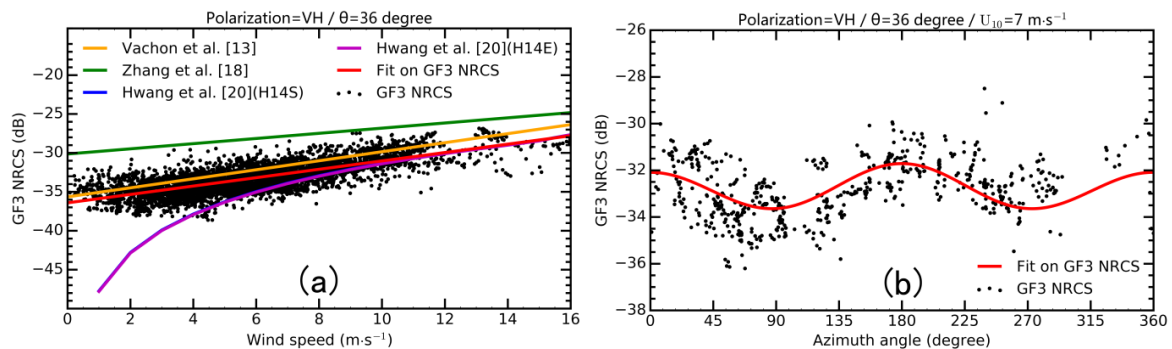 Polarization=VH / θ=36 degree
Vachon et al. [13]
Zhang et al. [18]
Hwang et al. [20](H14S)
Hwang et al. [20](H14E)
Fit on GF3 NRCS
GF3 NRCS
GF3 NRCS (dB)
−20
−25
−30
−35
−40
−45
(a)
0 2 4 6 8 10 12 14 16
Wind speed (m·s⁻¹)
Polarization=VH / θ=36 degree / U₁₀=7 m·s⁻¹
GF3 NRCS (dB)
−26
−28
−30
−32
−34
−36
−38
(b)
Fit on GF3 NRCS
GF3 NRCS
0 45 90 135 180 225 270 315 360
Azimuth angle (degree)